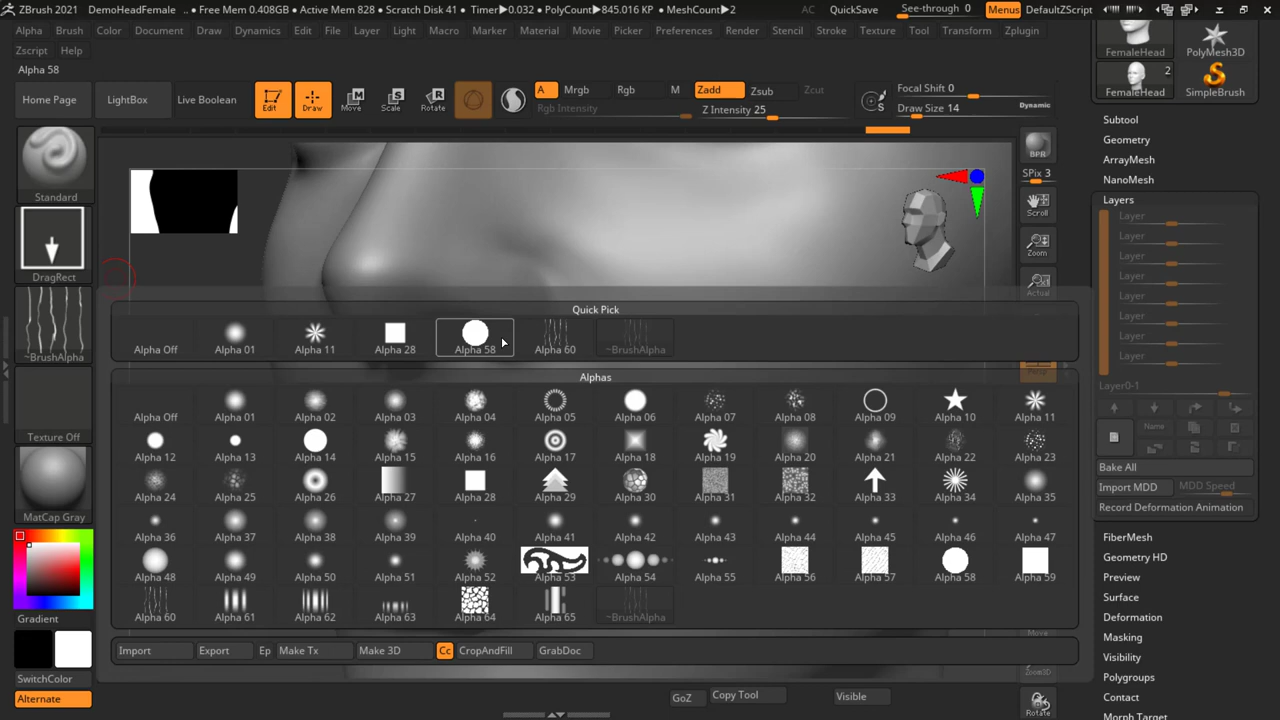 ZBrush 2021 DemoHeadFemale • Free Mem 0.408GB • Active Mem 828 • Scratch Disk 41 • Timer▶0.032 • PolyCount▶845.016 KP • MeshCount▶2 AC QuickSave See-through 0 Menus DefaultZScript
Alpha Brush Color Document Draw Dynamics Edit File Layer Light Macro Marker Material Movie Picker Preferences Render Stencil Stroke Texture Tool Transform Zplugin
Zscript Help
Alpha 58
Home Page LightBox Live Boolean Edit Draw Move Scale Rotate
A Mrgb Rgb M Zadd Zsub Zcut
Rgb Intensity Z Intensity 25
Focal Shift 0
Draw Size 14 Dynamic
FemaleHead PolyMesh3D
2
FemaleHead SimpleBrush
Subtool
Geometry
ArrayMesh
NanoMesh
Layers
Layer
Layer
Layer
Layer
Layer
Layer
Layer
Layer
Layer0-1
Name
Bake All
Import MDD MDD Speed
Record Deformation Animation
FiberMesh
Geometry HD
Preview
Surface
Deformation
Masking
Visibility
Polygroups
Contact
Morph Target
BPR
SPix 3
Scroll
Zoom
Actual
Persp
Move
Zoom3D
Rotate
Standard
DragRect
~BrushAlpha
Texture Off
MatCap Gray
Gradient
SwitchColor
Alternate
Quick Pick
Alpha Off Alpha 01 Alpha 11 Alpha 28 Alpha 58 Alpha 60 ~BrushAlpha
Alphas
Alpha Off Alpha 01 Alpha 02 Alpha 03 Alpha 04 Alpha 05 Alpha 06 Alpha 07 Alpha 08 Alpha 09 Alpha 10 Alpha 11
Alpha 12 Alpha 13 Alpha 14 Alpha 15 Alpha 16 Alpha 17 Alpha 18 Alpha 19 Alpha 20 Alpha 21 Alpha 22 Alpha 23
Alpha 24 Alpha 25 Alpha 26 Alpha 27 Alpha 28 Alpha 29 Alpha 30 Alpha 31 Alpha 32 Alpha 33 Alpha 34 Alpha 35
Alpha 36 Alpha 37 Alpha 38 Alpha 39 Alpha 40 Alpha 41 Alpha 42 Alpha 43 Alpha 44 Alpha 45 Alpha 46 Alpha 47
Alpha 48 Alpha 49 Alpha 50 Alpha 51 Alpha 52 Alpha 53 Alpha 54 Alpha 55 Alpha 56 Alpha 57 Alpha 58 Alpha 59
Alpha 60 Alpha 61 Alpha 62 Alpha 63 Alpha 64 Alpha 65 ~BrushAlpha
Import Export Ep Make Tx Make 3D Cc CropAndFill GrabDoc
GoZ Copy Tool Visible